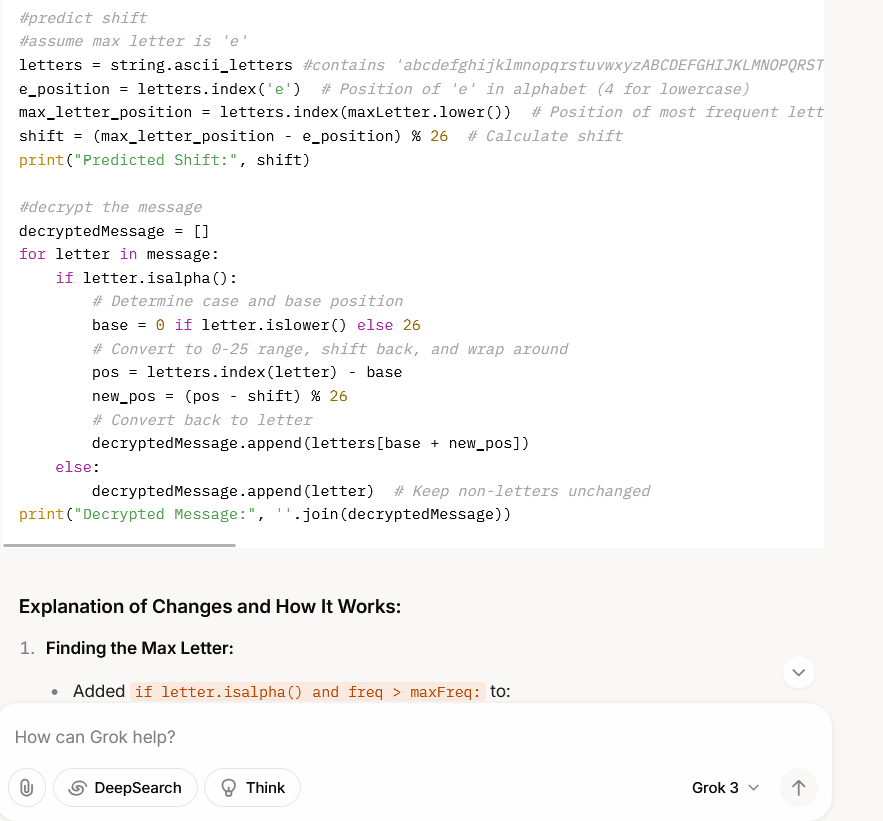 #predict shift
#assume max letter is 'e'
letters = string.ascii_letters #contains 'abcdefghijklmnopqrstuvwxyzABCDEFGHIJKLMNOPQRST
e_position = letters.index('e')  # Position of 'e' in alphabet (4 for lowercase)
max_letter_position = letters.index(maxLetter.lower())  # Position of most frequent lett
shift = (max_letter_position - e_position) % 26  # Calculate shift
print("Predicted Shift:", shift)

#decrypt the message
decryptedMessage = []
for letter in message:
    if letter.isalpha():
        # Determine case and base position
        base = 0 if letter.islower() else 26
        # Convert to 0-25 range, shift back, and wrap around
        pos = letters.index(letter) - base
        new_pos = (pos - shift) % 26
        # Convert back to letter
        decryptedMessage.append(letters[base + new_pos])
    else:
        decryptedMessage.append(letter)  # Keep non-letters unchanged
print("Decrypted Message:", ''.join(decryptedMessage))

Explanation of Changes and How It Works:
1. Finding the Max Letter:
• Added if letter.isalpha() and freq > maxFreq: to:
How can Grok help?
DeepSearch Think Grok 3